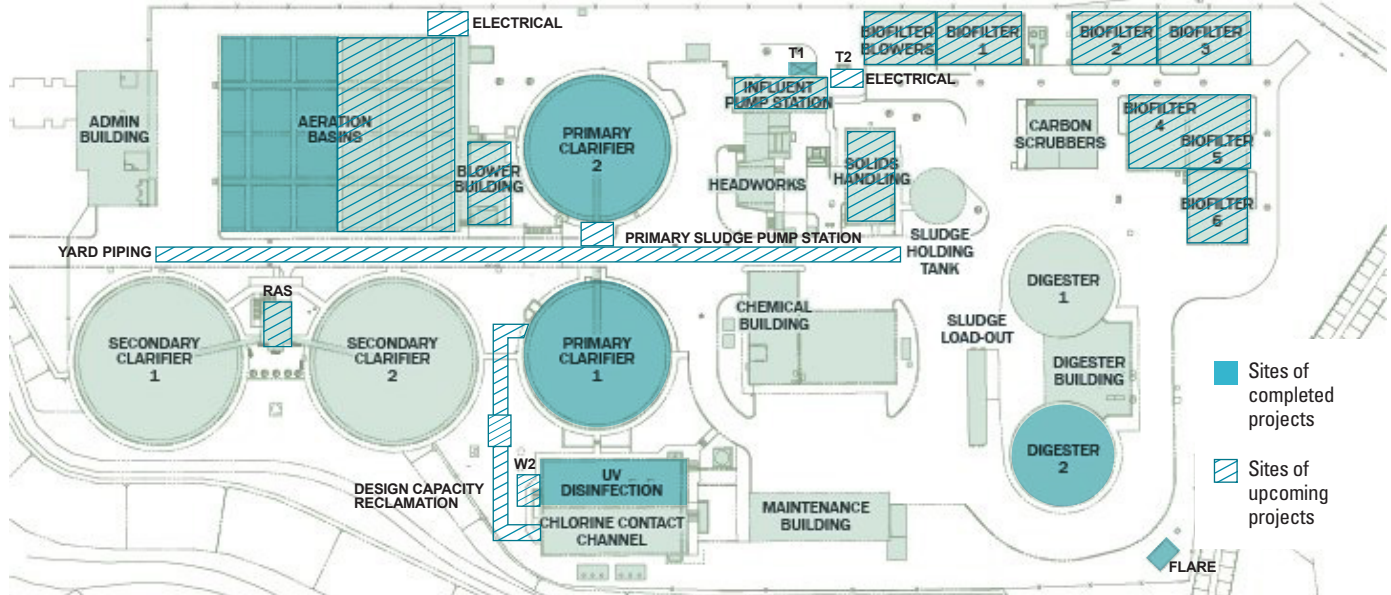 ELECTRICAL
BIOFILTER
BLOWERS
BIOFILTER
1
BIOFILTER
2
BIOFILTER
3
T1
T2
ELECTRICAL
INFLUENT
PUMP STATION
ADMIN
BUILDING
AERATION
BASINS
PRIMARY
CLARIFIER
2
BLOWER
BUILDING
HEADWORKS
SOLIDS
HANDLING
CARBON
SCRUBBERS
BIOFILTER
4
BIOFILTER
5
BIOFILTER
6
YARD PIPING
PRIMARY SLUDGE PUMP STATION
SLUDGE
HOLDING
TANK
RAS
SECONDARY
CLARIFIER
1
SECONDARY
CLARIFIER
2
PRIMARY
CLARIFIER
1
CHEMICAL
BUILDING
DIGESTER
1
SLUDGE
LOAD-OUT
DIGESTER
BUILDING
DIGESTER
2
W2
UV
DISINFECTION
DESIGN CAPACITY
RECLAMATION
CHLORINE CONTACT
CHANNEL
MAINTENANCE
BUILDING
FLARE
Sites of
completed
projects
Sites of
upcoming
projects